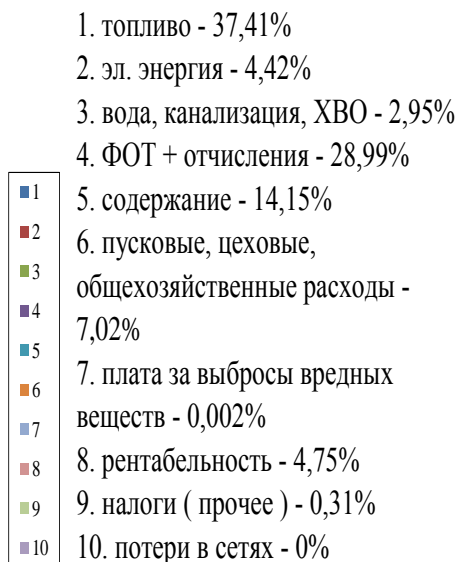 1. топливо - 37,41%
2. эл. энергия - 4,42%
3. вода, канализация, ХВО - 2,95%
4. ФОТ + отчисления - 28,99%
5. содержание - 14,15%
6. пусковые, цеховые,
общехозяйственные расходы -
7,02%
7. плата за выбросы вредных
веществ - 0,002%
8. рентабельность - 4,75%
9. налоги ( прочее ) - 0,31%
10. потери в сетях - 0%
1
2
3
4
5
6
7
8
9
10